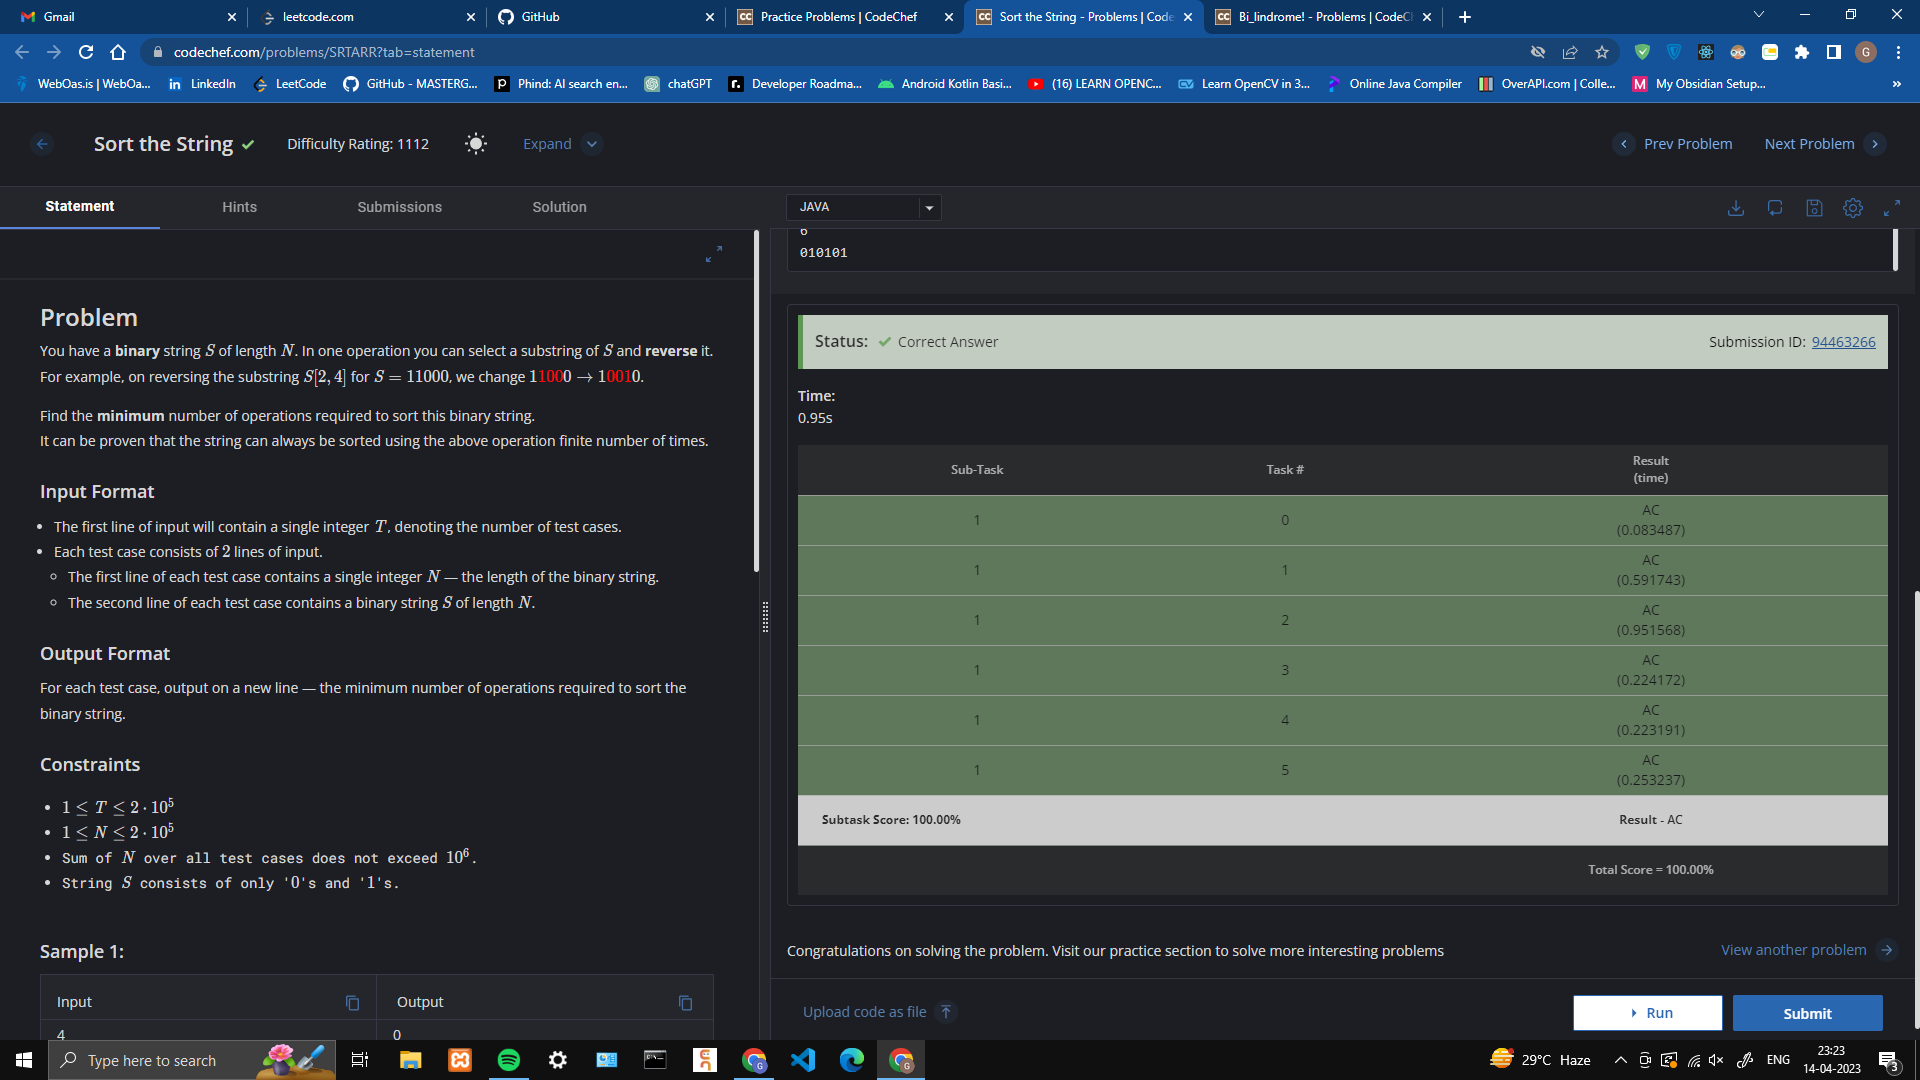 Gmail
leetcode.com
GitHub
Practice Problems | CodeChef
Sort the String - Problems | Code
Bi_lindrome! - Problems | CodeCl
codechef.com/problems/SRTARR?tab=statement
WebOas.is | WebOa...
LinkedIn
LeetCode
GitHub - MASTERG...
Phind: AI search en...
chatGPT
Developer Roadma...
Android Kotlin Basi...
(16) LEARN OPENC...
Learn OpenCV in 3...
Online Java Compiler
OverAPI.com | Colle...
My Obsidian Setup...
»
Sort the String
Difficulty Rating: 1112
Expand
Prev Problem
Next Problem
Statement
Hints
Submissions
Solution
JAVA
Problem
You have a binary string S of length N. In one operation you can select a substring of S and reverse it.
For example, on reversing the substring S[2, 4] for S = 11000, we change 11000 → 10010.
Find the minimum number of operations required to sort this binary string.
It can be proven that the string can always be sorted using the above operation finite number of times.
Input Format
• The first line of input will contain a single integer T, denoting the number of test cases.
• Each test case consists of 2 lines of input.
○ The first line of each test case contains a single integer N — the length of the binary string.
○ The second line of each test case contains a binary string S of length N.
Output Format
For each test case, output on a new line — the minimum number of operations required to sort the
binary string.
Constraints
• 1 ≤ T ≤ 2 · 10⁵
• 1 ≤ N ≤ 2 · 10⁵
• Sum of N over all test cases does not exceed 10⁶.
• String S consists of only '0's and '1's.
Sample 1:
Input
Output
4
0
6
010101
Status: Correct Answer
Submission ID: 94463266
Time:
0.95s
Sub-Task
Task #
Result
(time)
1
0
AC
(0.083487)
1
1
AC
(0.591743)
1
2
AC
(0.951568)
1
3
AC
(0.224172)
1
4
AC
(0.223191)
1
5
AC
(0.253237)
Subtask Score: 100.00%
Result - AC
Total Score = 100.00%
Congratulations on solving the problem. Visit our practice section to solve more interesting problems
View another problem
Upload code as file
Run
Submit
Type here to search
29°C Haze
ENG
23:23
14-04-2023
3